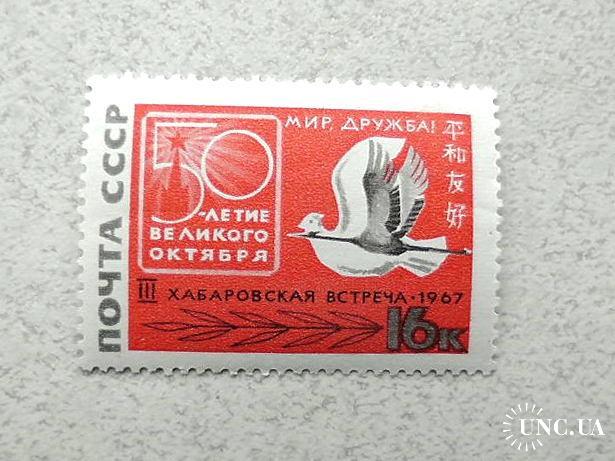 ПОЧТА СССР
50
-ЛЕТИЕ
ВЕЛИКОГО
ОКТЯБРЯ
МИР, ДРУЖБА!
平和友好
III ХАБАРОВСКАЯ ВСТРЕЧА · 1967
16к
UNC.UA